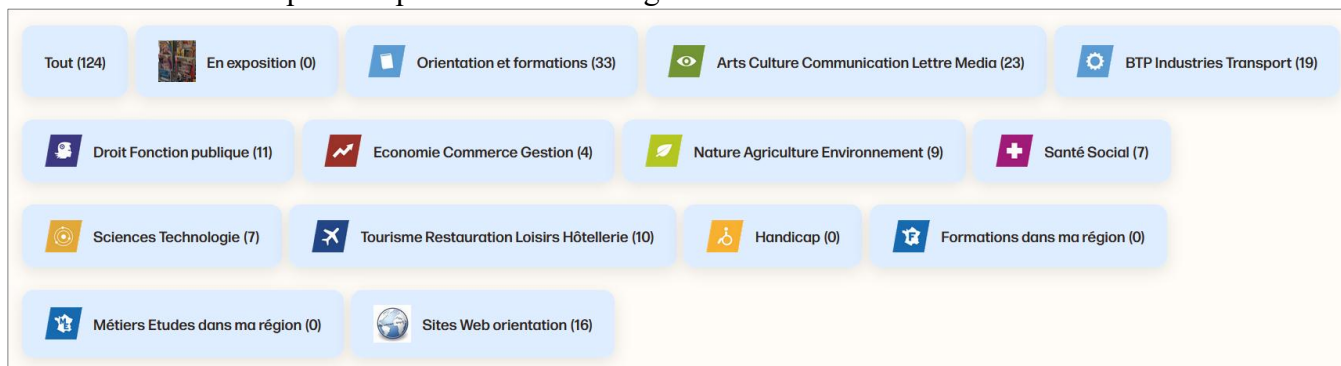 Tout (124) En exposition (0) Orientation et formations (33) Arts Culture Communication Lettre Media (23) BTP Industries Transport (19)
Droit Fonction publique (11) Economie Commerce Gestion (4) Nature Agriculture Environnement (9) Santé Social (7)
Sciences Technologie (7) Tourisme Restauration Loisirs Hôtellerie (10) Handicap (0) Formations dans ma région (0)
Métiers Etudes dans ma région (0) Sites Web orientation (16)